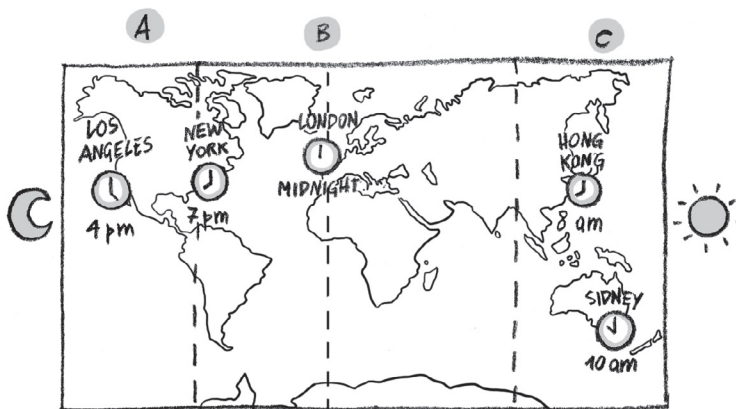 A
B
C
LOS
ANGELES
4 pm
NEW
YORK
7 pm
LONDON
MIDNIGHT
HONG
KONG
8 am
SIDNEY
10 am